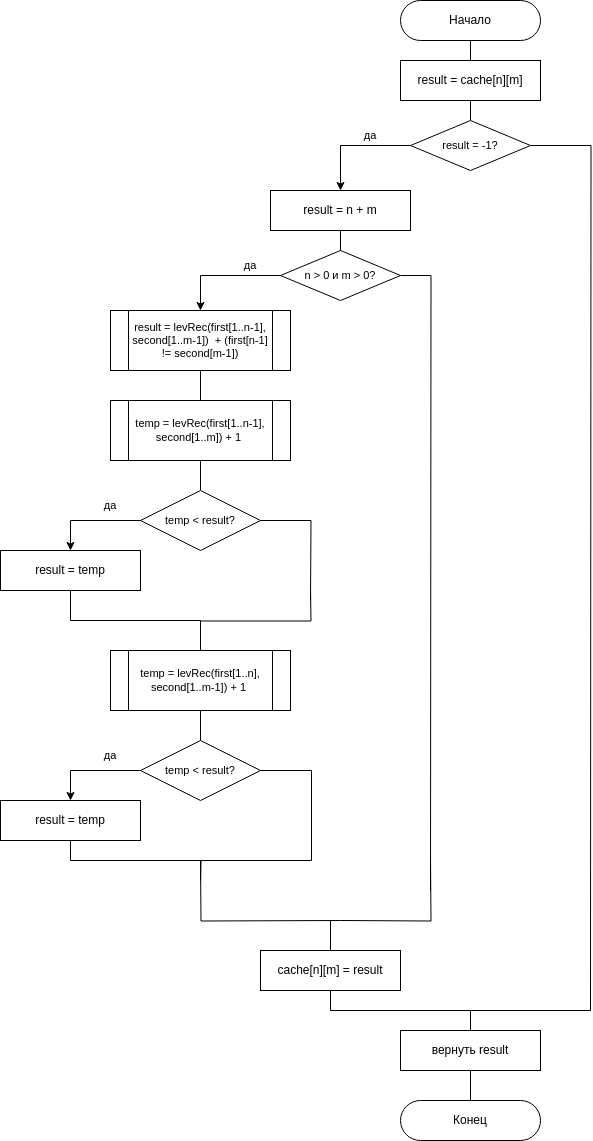 Начало
result = cache[n][m]
result = -1?
да
result = n + m
n > 0 и m > 0?
да
result = levRec(first[1..n-1],
second[1..m-1]) + (first[n-1]
!= second[m-1])
temp = levRec(first[1..n-1],
second[1..m]) + 1
temp < result?
да
result = temp
temp = levRec(first[1..n],
second[1..m-1]) + 1
temp < result?
да
result = temp
cache[n][m] = result
вернуть result
Конец